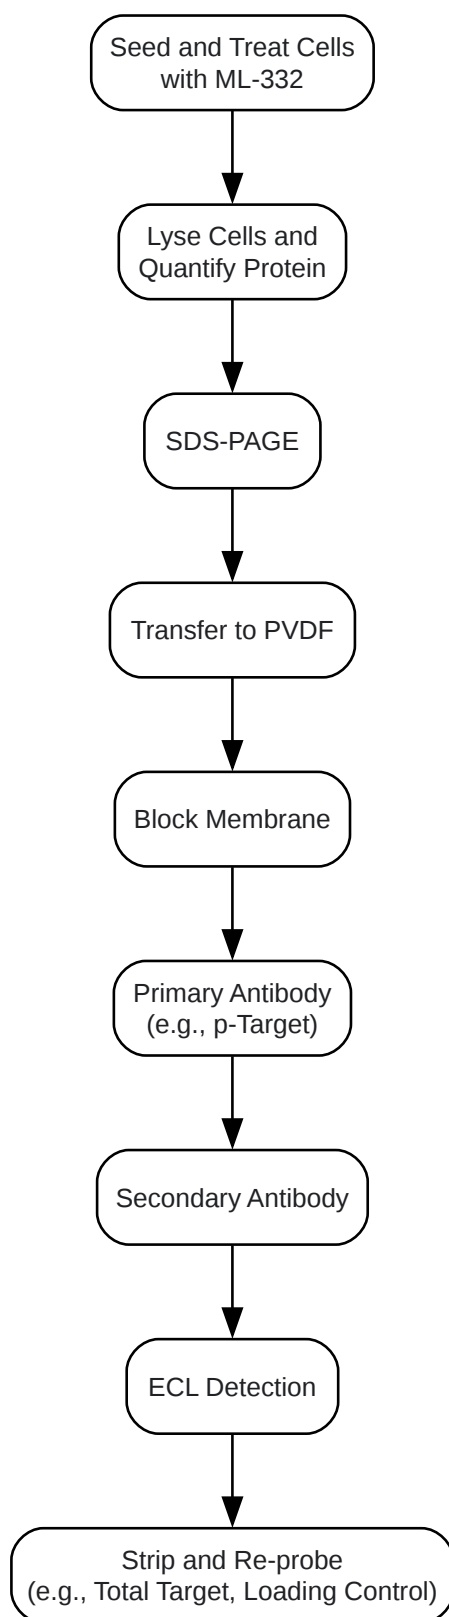 Seed and Treat Cells
with ML-332
Lyse Cells and
Quantify Protein
SDS-PAGE
Transfer to PVDF
Block Membrane
Primary Antibody
(e.g., p-Target)
Secondary Antibody
ECL Detection
Strip and Re-probe
(e.g., Total Target, Loading Control)